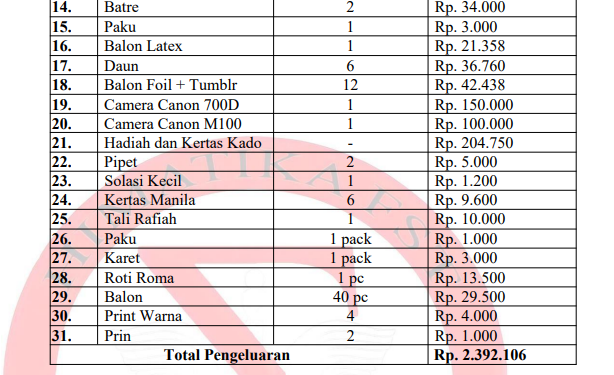 14. Batre 2 Rp. 34.000
15. Paku 1 Rp. 3.000
16. Balon Latex 1 Rp. 21.358
17. Daun 6 Rp. 36.760
18. Balon Foil + Tumblr 12 Rp. 42.438
19. Camera Canon 700D 1 Rp. 150.000
20. Camera Canon M100 1 Rp. 100.000
21. Hadiah dan Kertas Kado - Rp. 204.750
22. Pipet 2 Rp. 5.000
23. Solasi Kecil 1 Rp. 1.200
24. Kertas Manila 6 Rp. 9.600
25. Tali Rafiah 1 Rp. 10.000
26. Paku 1 pack Rp. 1.000
27. Karet 1 pack Rp. 3.000
28. Roti Roma 1 pc Rp. 13.500
29. Balon 40 pc Rp. 29.500
30. Print Warna 4 Rp. 4.000
31. Prin 2 Rp. 1.000
Total Pengeluaran Rp. 2.392.106